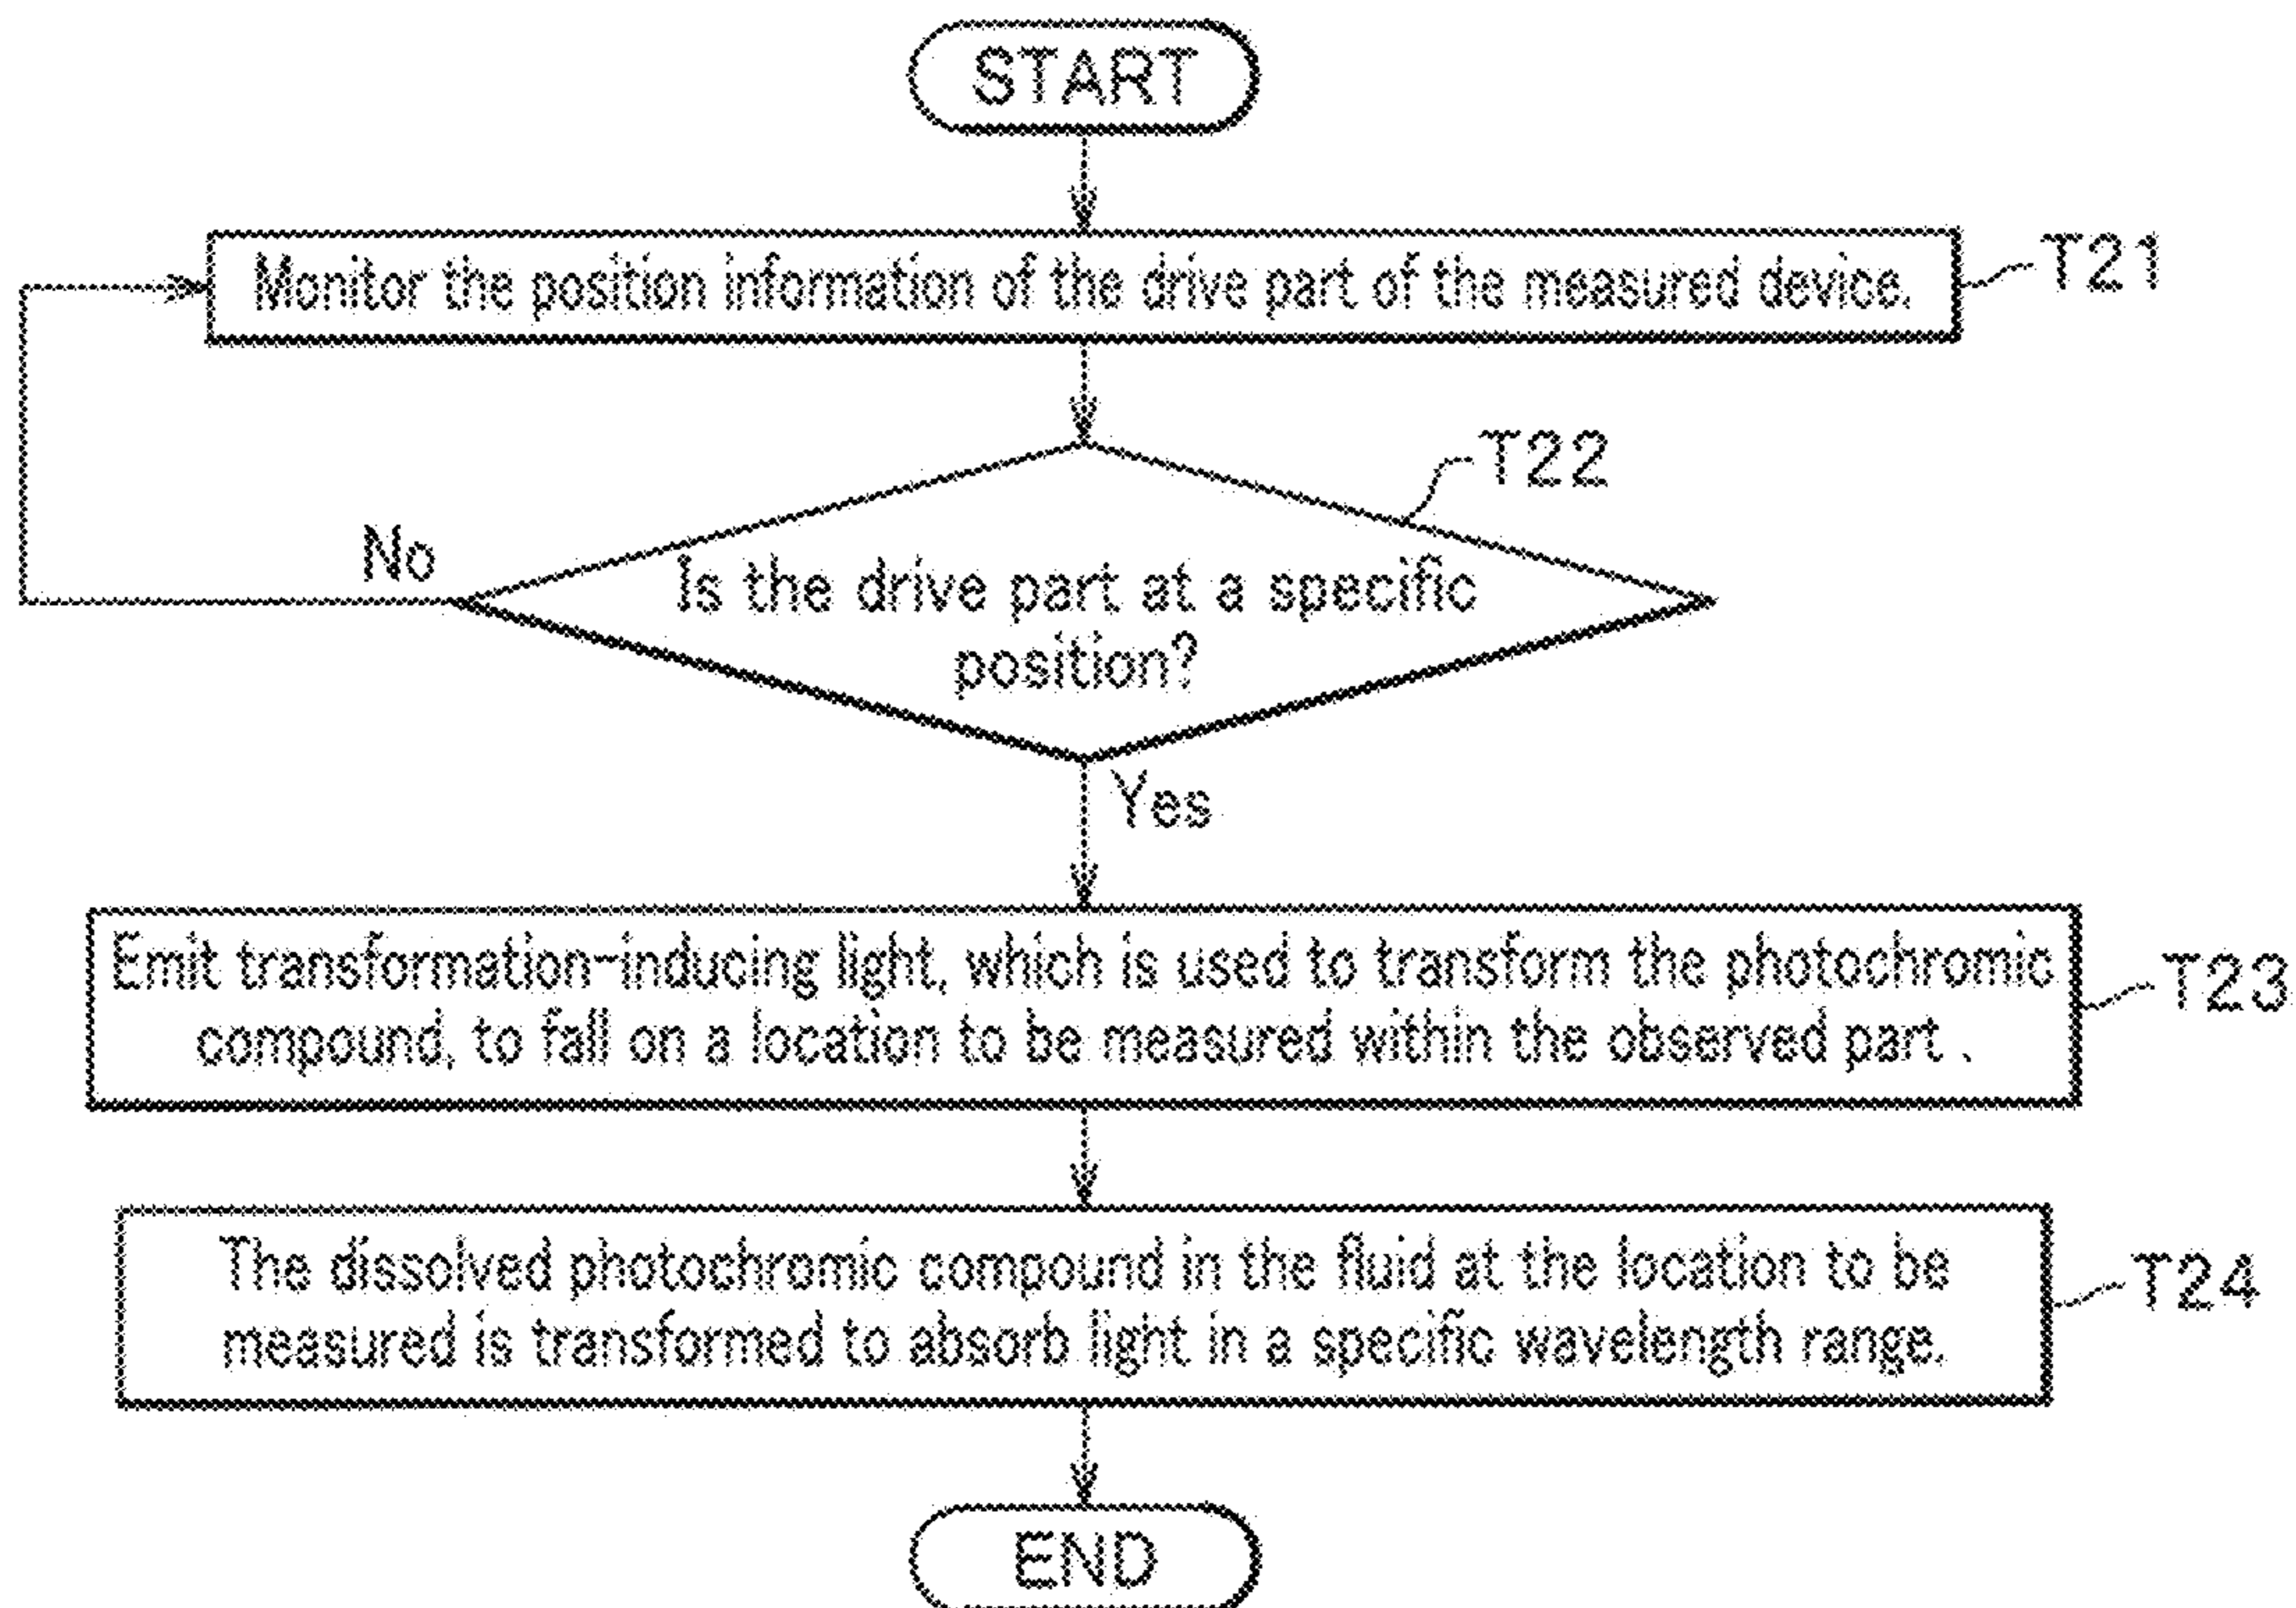 START
Monitor the position information of the drive part of the measured device.
T21
T22
No
Is the drive part at a specific
position?
Yes
Emit transformation-inducing light, which is used to transform the photochromic
compound, to fall on a location to be measured within the observed part .
T23
The dissolved photochromic compound in the fluid at the location to be
measured is transformed to absorb light in a specific wavelength range.
T24
END